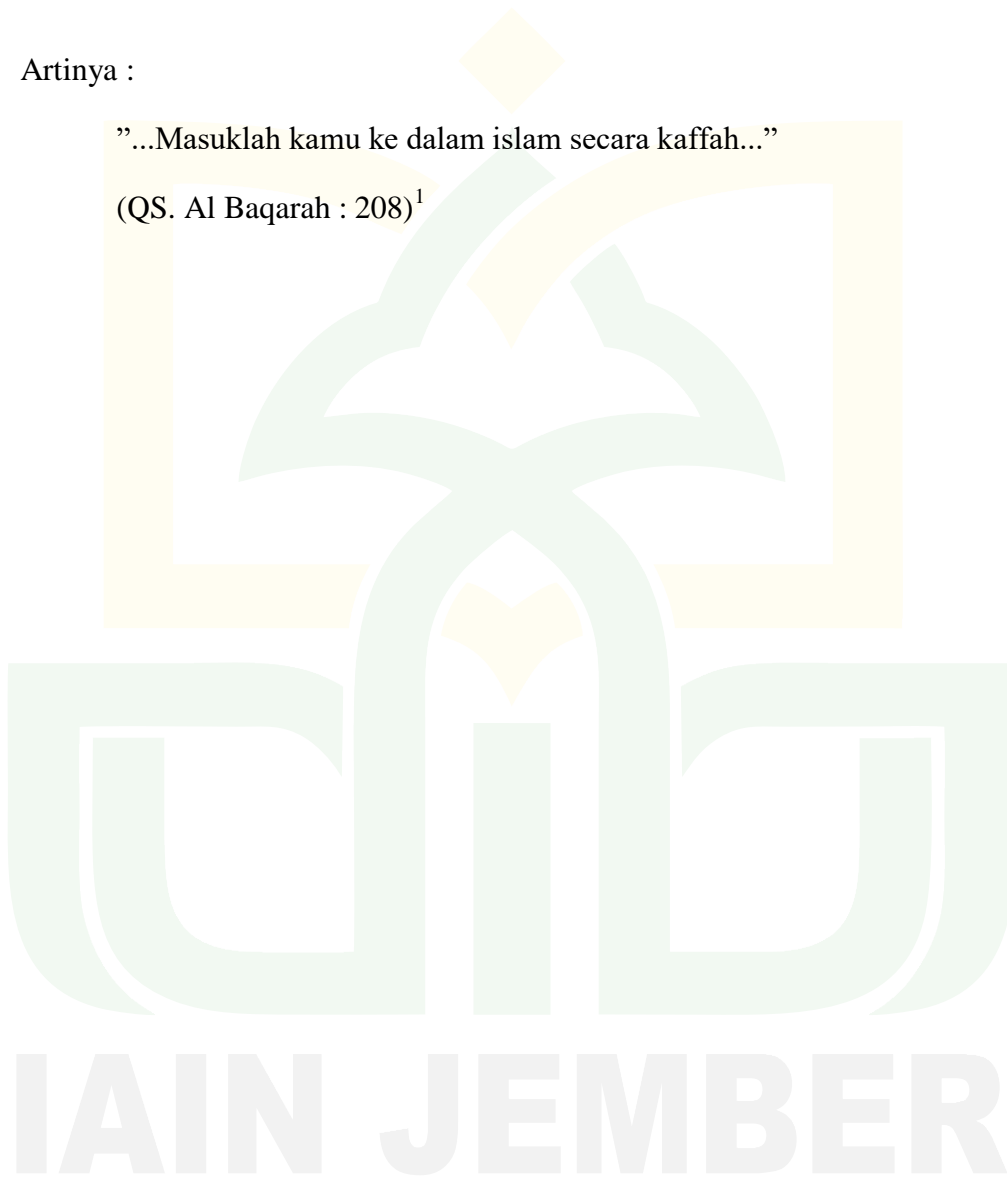 Artinya :
”...Masuklah kamu ke dalam islam secara kaffah...”
(QS. Al Baqarah : 208)¹
IAIN JEMBER